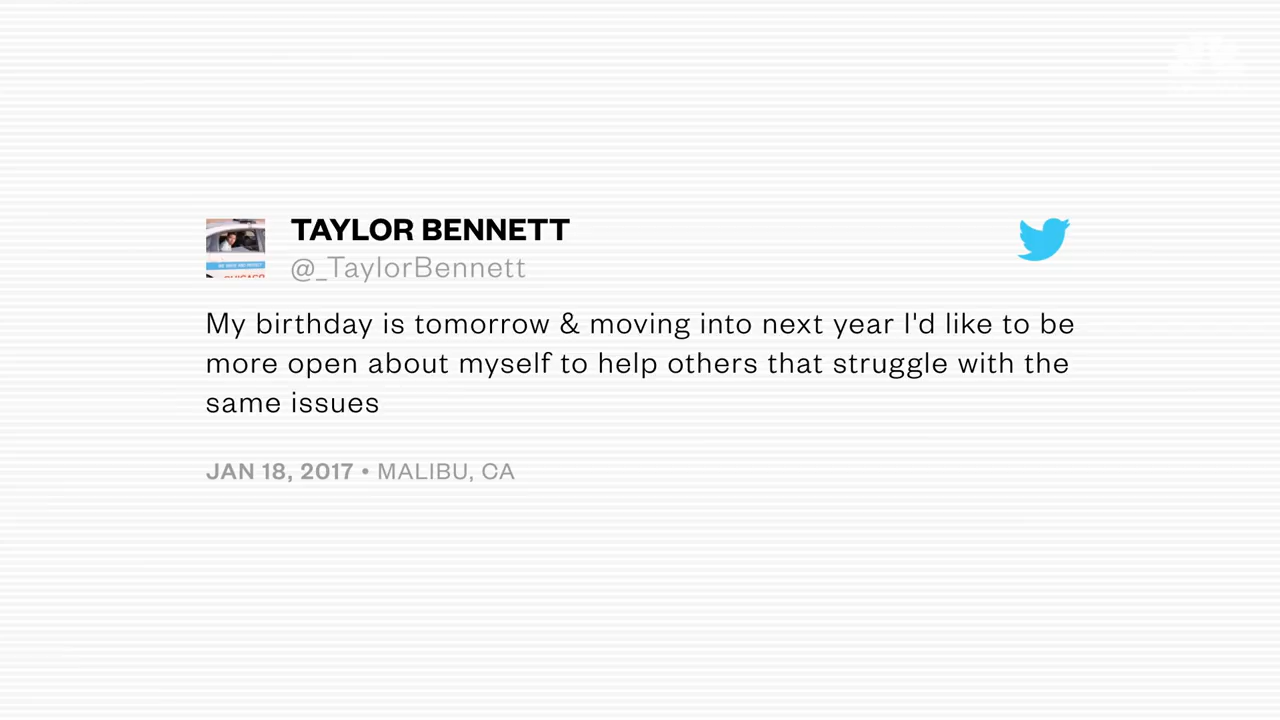 TAYLOR BENNETT
@_TaylorBennett
My birthday is tomorrow & moving into next year I'd like to be
more open about myself to help others that struggle with the
same issues
JAN 18, 2017 • MALIBU, CA